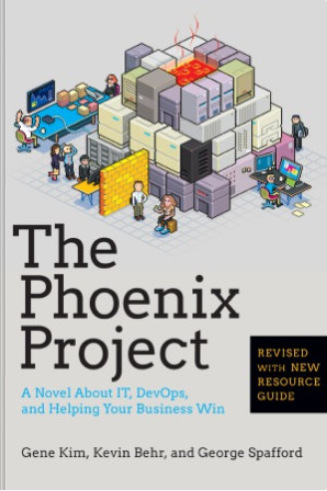 The
Phoenix
Project
REVISED
WITH NEW
RESOURCE
GUIDE
A Novel About IT, DevOps,
and Helping Your Business Win
Gene Kim, Kevin Behr, and George Spafford